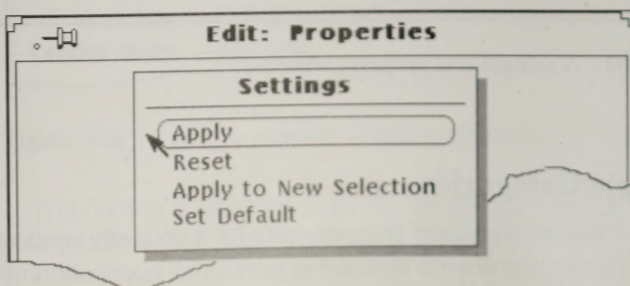 Edit: Properties
Settings
Apply
Reset
Apply to New Selection
Set Default